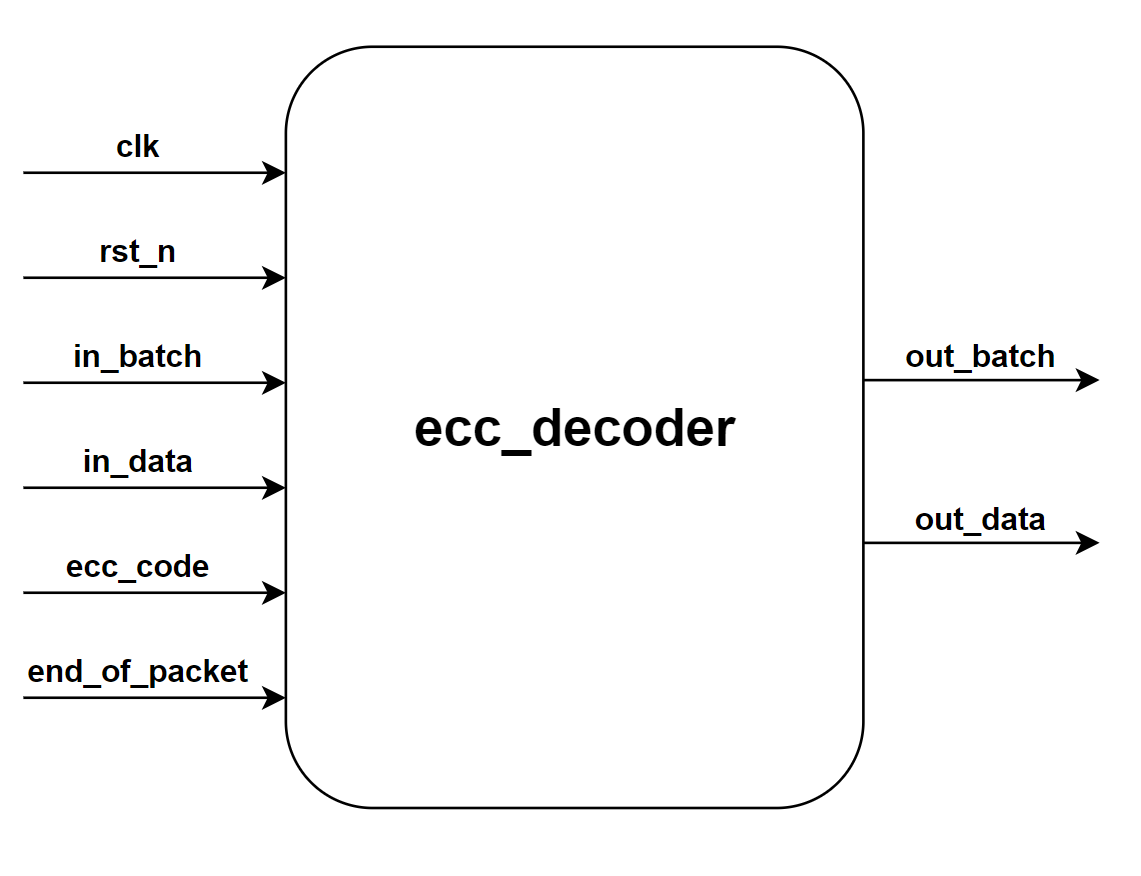 clk
rst_n
in_batch
in_data
ecc_code
end_of_packet
ecc_decoder
out_batch
out_data